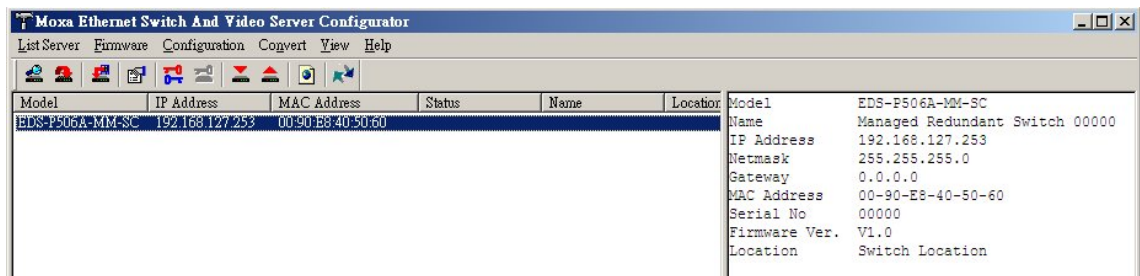 Moxa Ethernet Switch And Video Server Configurator
List Server Firmware Configuration Convert View Help
Model IP Address MAC Address Status Name Location
EDS-P506A-MM-SC 192.168.127.253 00:90:E8:40:50:60
Model EDS-P506A-MM-SC
Name Managed Redundant Switch 00000
IP Address 192.168.127.253
Netmask 255.255.255.0
Gateway 0.0.0.0
MAC Address 00-90-E8-40-50-60
Serial No 00000
Firmware Ver. V1.0
Location Switch Location